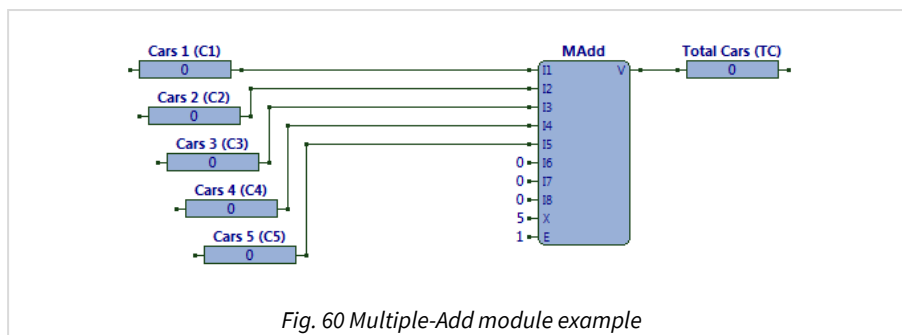 Cars 1 (C1)
0
Cars 2 (C2)
0
Cars 3 (C3)
0
Cars 4 (C4)
0
Cars 5 (C5)
0
MAdd
I1 V
I2
I3
I4
I5
0 I6
0 I7
0 I8
5 X
1 E
Total Cars (TC)
0
Fig. 60 Multiple-Add module example